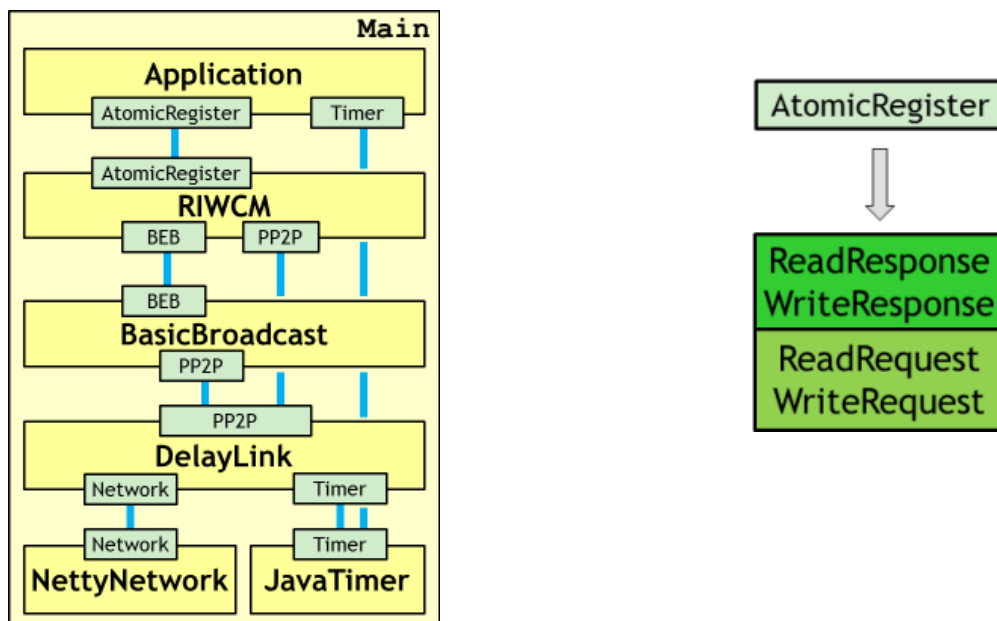 Main
Application
AtomicRegister Timer
AtomicRegister
RIWCM
BEB PP2P
BEB
BasicBroadcast
PP2P
PP2P
DelayLink
Network Timer
Network Timer
NettyNetwork JavaTimer
AtomicRegister
ReadResponse
WriteResponse
ReadRequest
WriteRequest